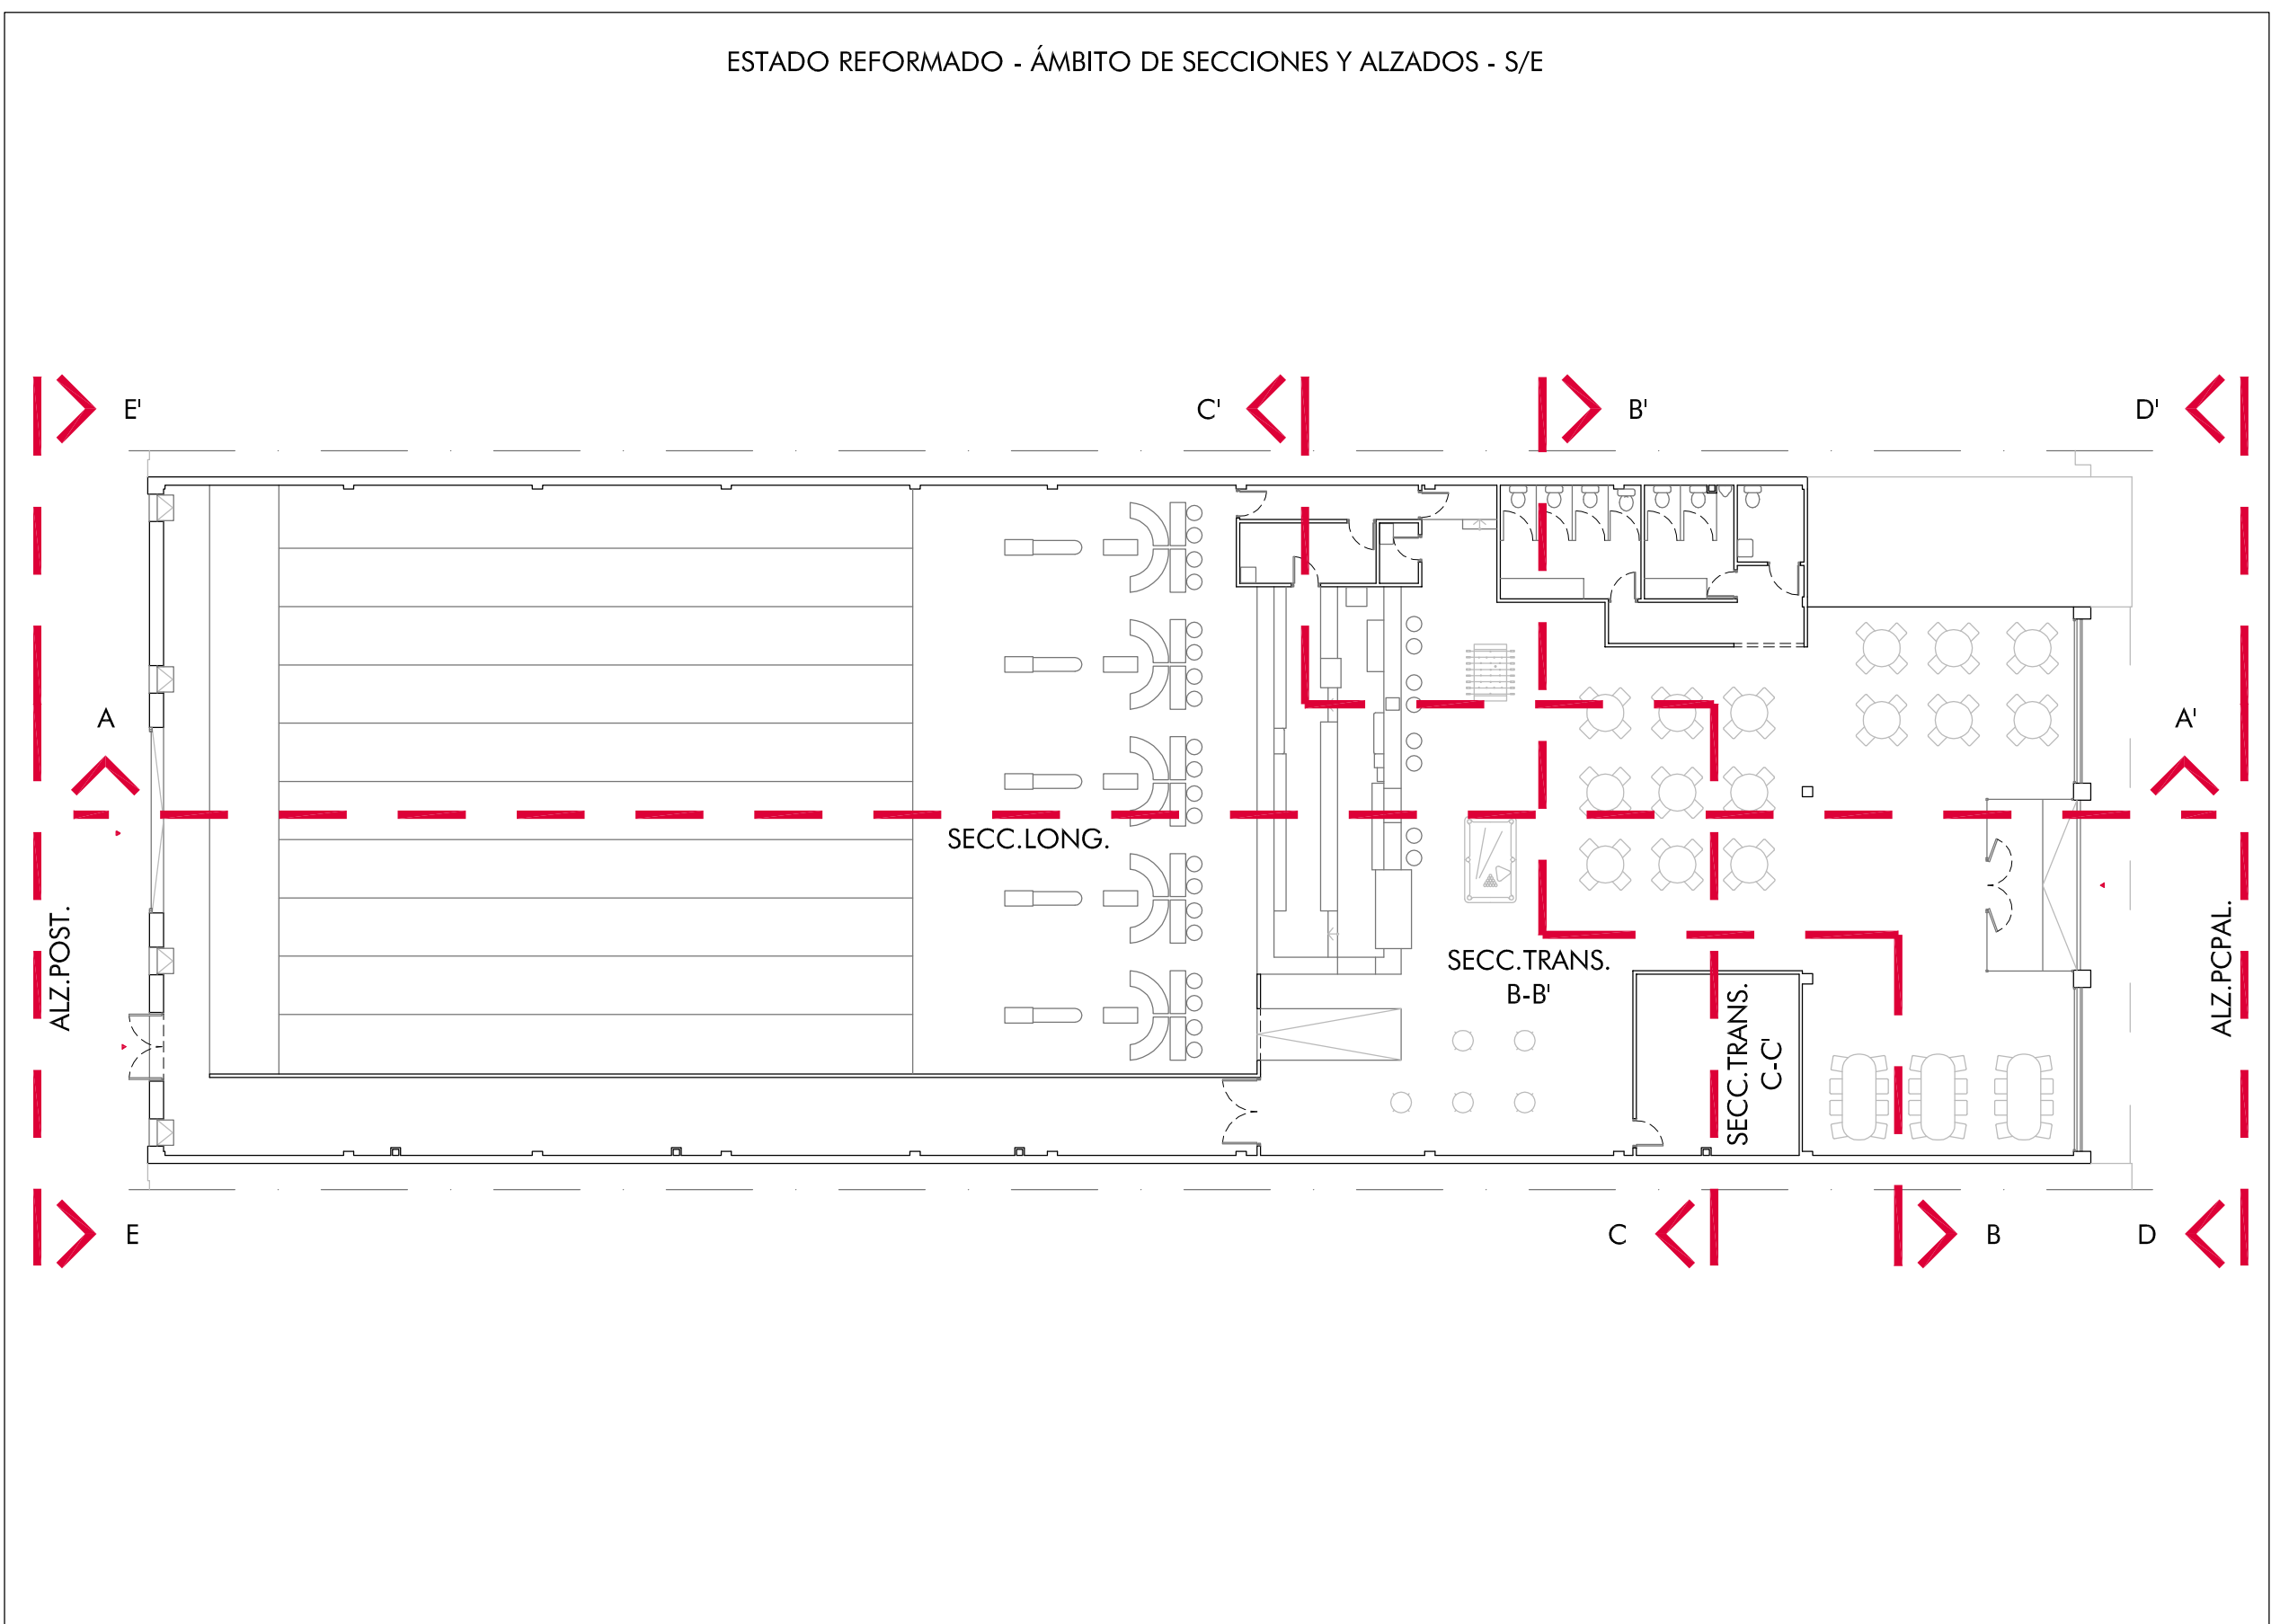 ESTADO REFORMADO - ÁMBITO DE SECCIONES Y ALZADOS - S/E
E'
C'
B'
D'
A
A'
SECC.LONG.
ALZ.POST.
ALZ.PCPAL.
SECC.TRANS.
B-B'
SECC.TRANS.
C-C'
E
C
B
D